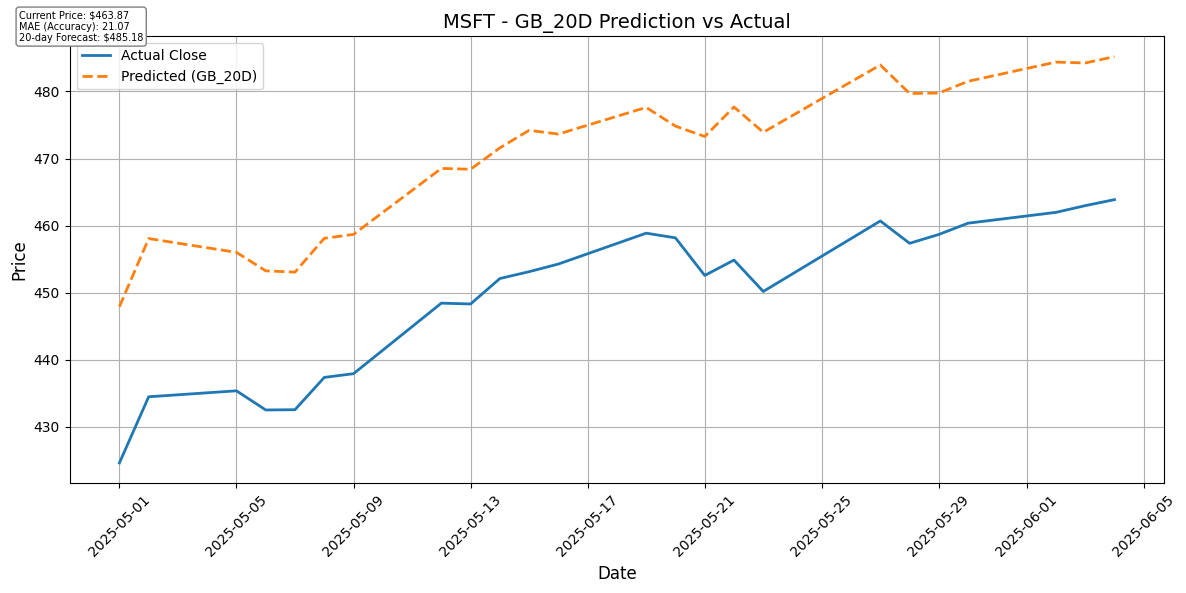 MSFT - GB_20D Prediction vs Actual
Current Price: $463.87
MAE (Accuracy): 21.07
20-day Forecast: $485.18
Actual Close
Predicted (GB_20D)
Price
480
470
460
450
440
430
2025-05-01
2025-05-05
2025-05-09
2025-05-13
2025-05-17
2025-05-21
2025-05-25
2025-05-29
2025-06-01
2025-06-05
Date